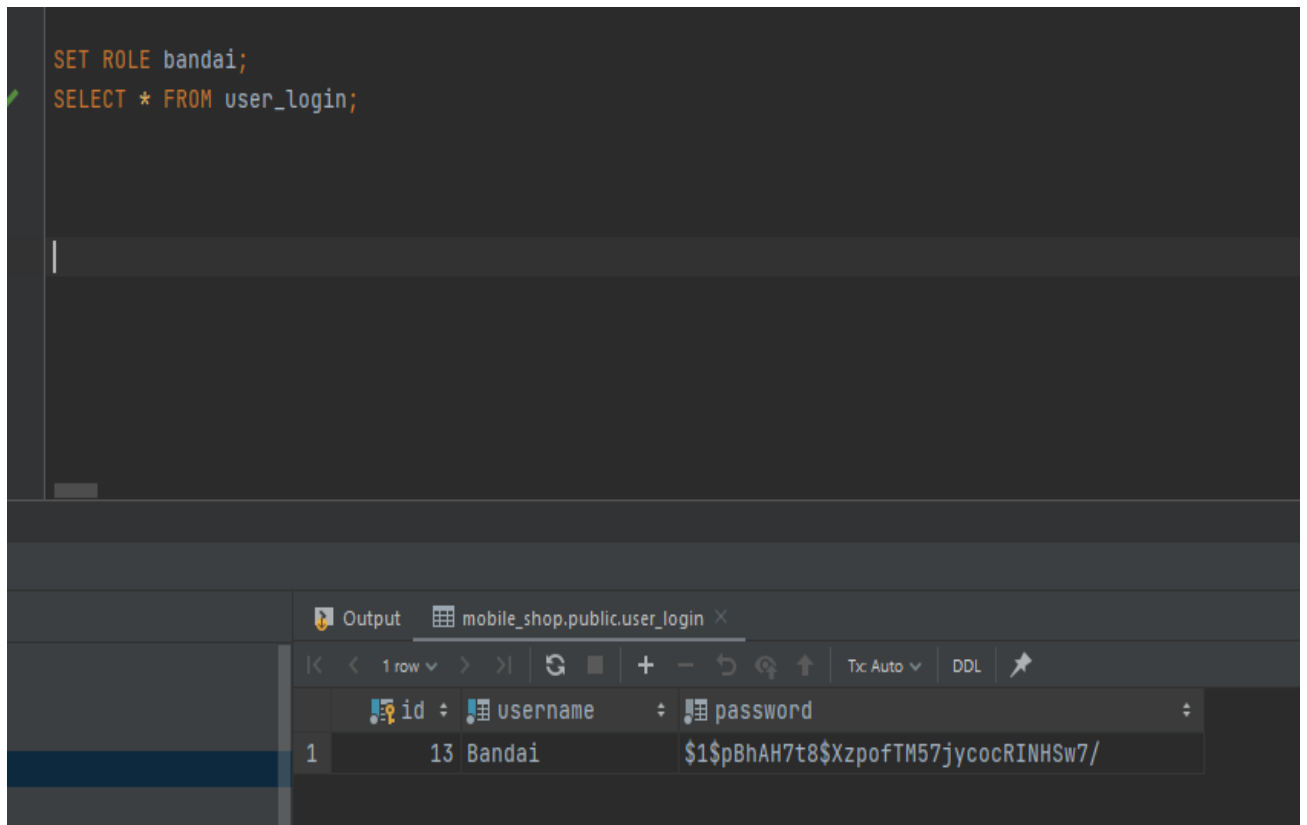 SET ROLE bandai;
SELECT * FROM user_login;
Output mobile_shop.public.user_login
1 row Tx: Auto DDL
id username password
1 13 Bandai $1$pBhAH7t8$XzpofTM57jycocRINHSw7/